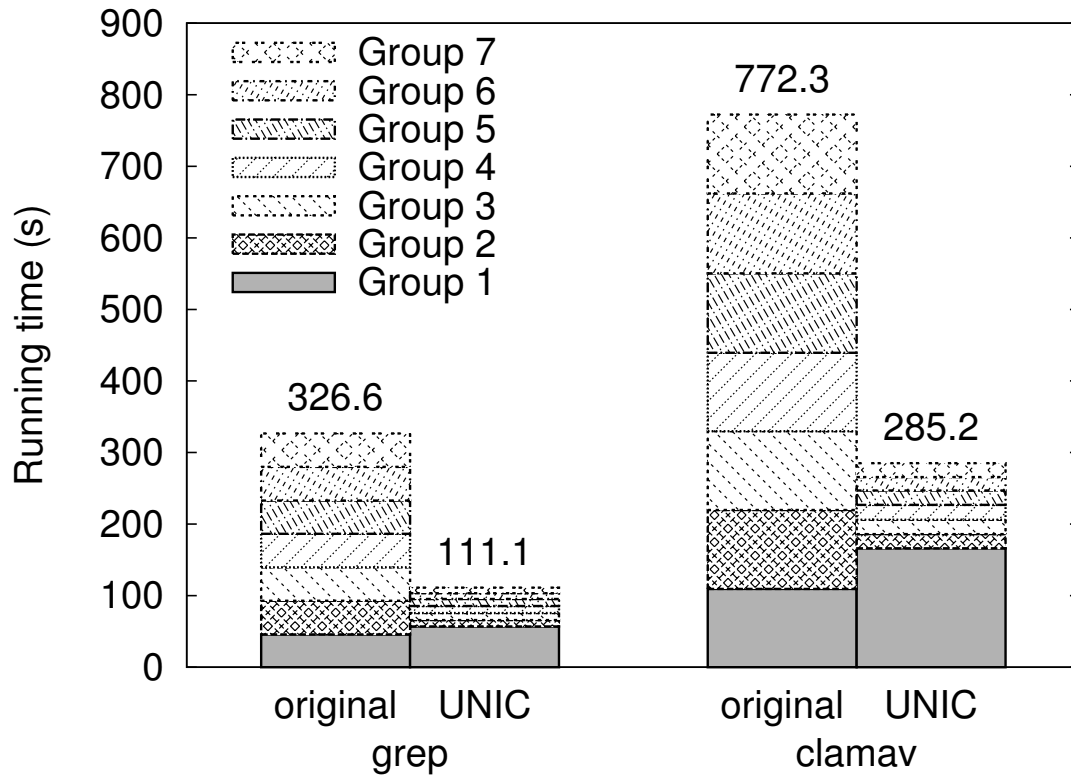 900
800
700
600
500
400
300
200
100
0
Running time (s)
Group 7
Group 6
Group 5
Group 4
Group 3
Group 2
Group 1
326.6
111.1
772.3
285.2
original UNIC original UNIC
grep clamav